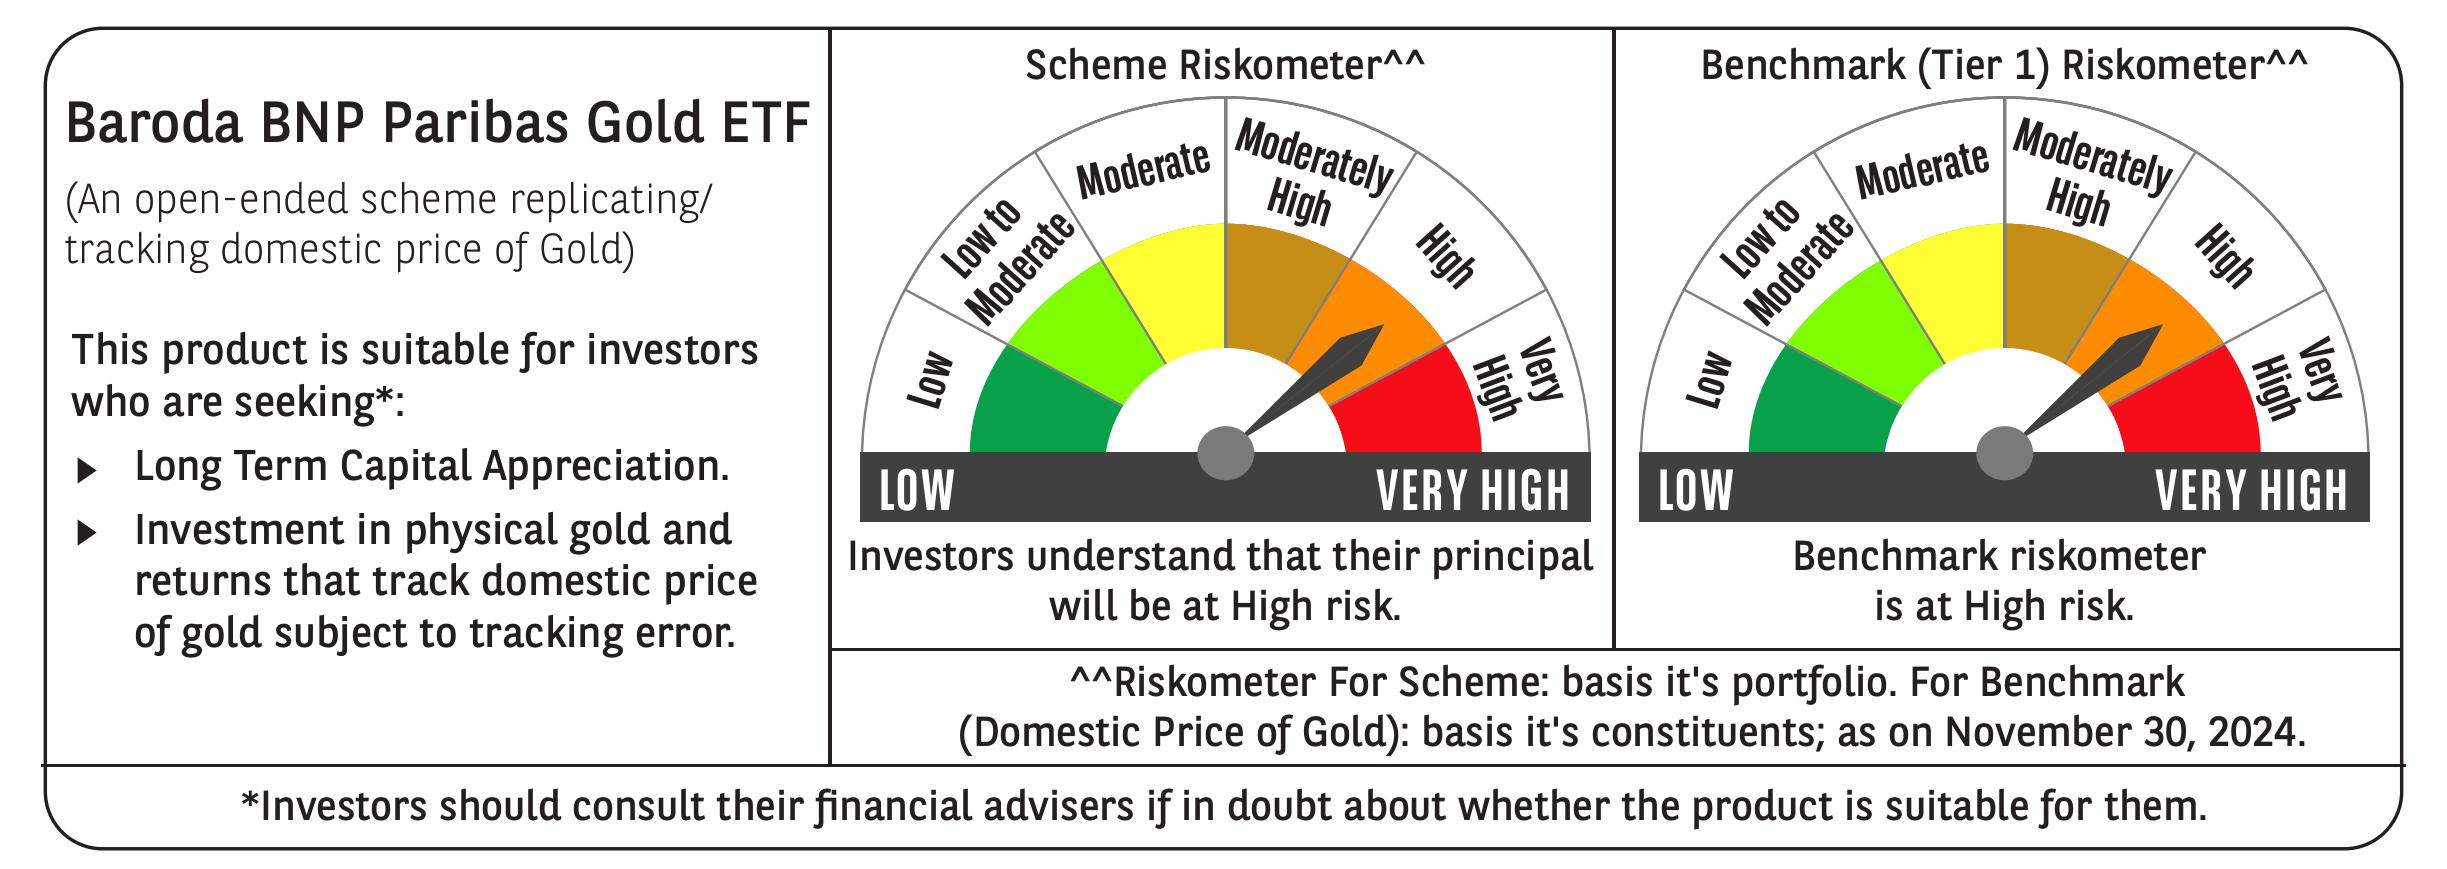 Baroda BNP Paribas Gold ETF
(An open-ended scheme replicating/
tracking domestic price of Gold)
This product is suitable for investors
who are seeking*:
Long Term Capital Appreciation.
Investment in physical gold and
returns that track domestic price
of gold subject to tracking error.
Scheme Riskometer^^
Low
Low to
Moderate
Moderate
Moderately
High
High
Very
High
LOW
VERY HIGH
Investors understand that their principal
will be at High risk.
Benchmark (Tier 1) Riskometer^^
Low
Low to
Moderate
Moderate
Moderately
High
High
Very
High
LOW
VERY HIGH
Benchmark riskometer
is at High risk.
^^Riskometer For Scheme: basis it's portfolio. For Benchmark
(Domestic Price of Gold): basis it's constituents; as on November 30, 2024.
*Investors should consult their financial advisers if in doubt about whether the product is suitable for them.